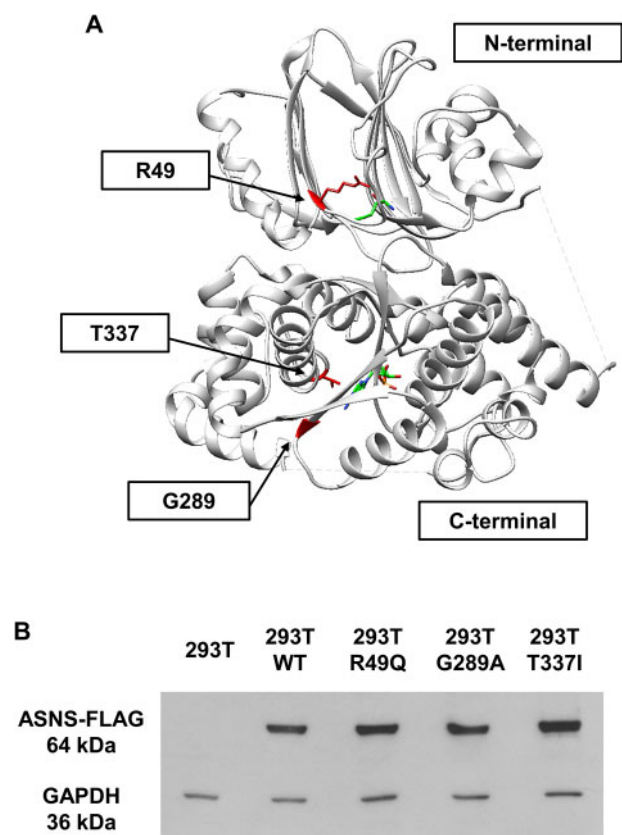 A
N-terminal
R49
T337
G289
C-terminal
B
293T
293T WT
293T R49Q
293T G289A
293T T337I
ASNS-FLAG
64 kDa
GAPDH
36 kDa